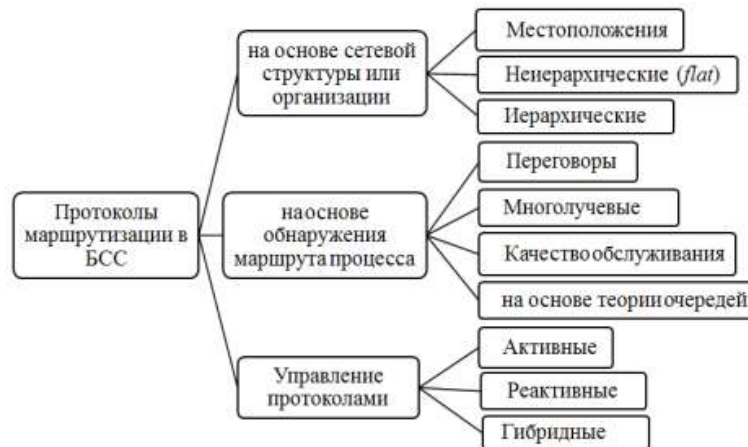 Протоколы
маршрутизации в
БСС
на основе сетевой
структуры или
организации
Местоположения
Неиерархические (flat)
Иерархические
на основе
обнаружения
маршрута процесса
Переговоры
Многолучевые
Качество обслуживания
на основе теории очередей
Управление
протоколами
Активные
Реактивные
Гибридные